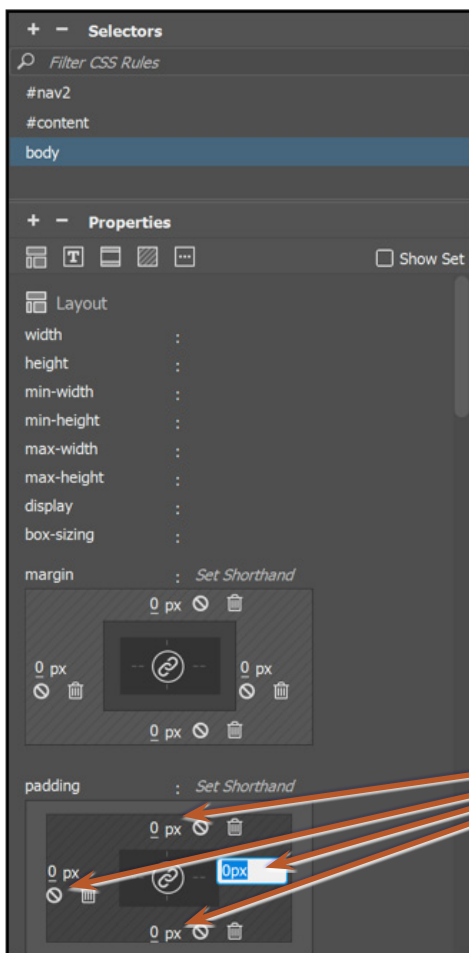 + − Selectors
Filter CSS Rules
#nav2
#content
body
+ − Properties
T Show Set
Layout
width :
height :
min-width :
min-height :
max-width :
max-height :
display :
box-sizing :
margin : Set Shorthand
0 px
0 px 0 px
0 px
padding : Set Shorthand
0 px
0 px 0px
0 px